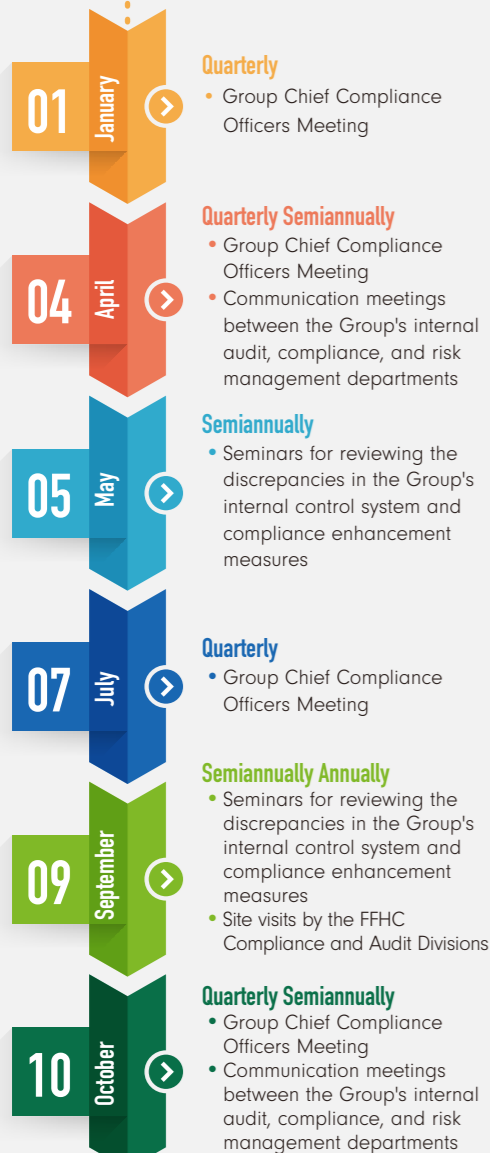 01
January
Quarterly
• Group Chief Compliance
Officers Meeting
04
April
Quarterly Semiannually
• Group Chief Compliance
Officers Meeting
• Communication meetings
between the Group's internal
audit, compliance, and risk
management departments
05
May
Semiannually
• Seminars for reviewing the
discrepancies in the Group's
internal control system and
compliance enhancement
measures
07
July
Quarterly
• Group Chief Compliance
Officers Meeting
09
September
Semiannually Annually
• Seminars for reviewing the
discrepancies in the Group's
internal control system and
compliance enhancement
measures
• Site visits by the FFHC
Compliance and Audit Divisions
10
October
Quarterly Semiannually
• Group Chief Compliance
Officers Meeting
• Communication meetings
between the Group's internal
audit, compliance, and risk
management departments